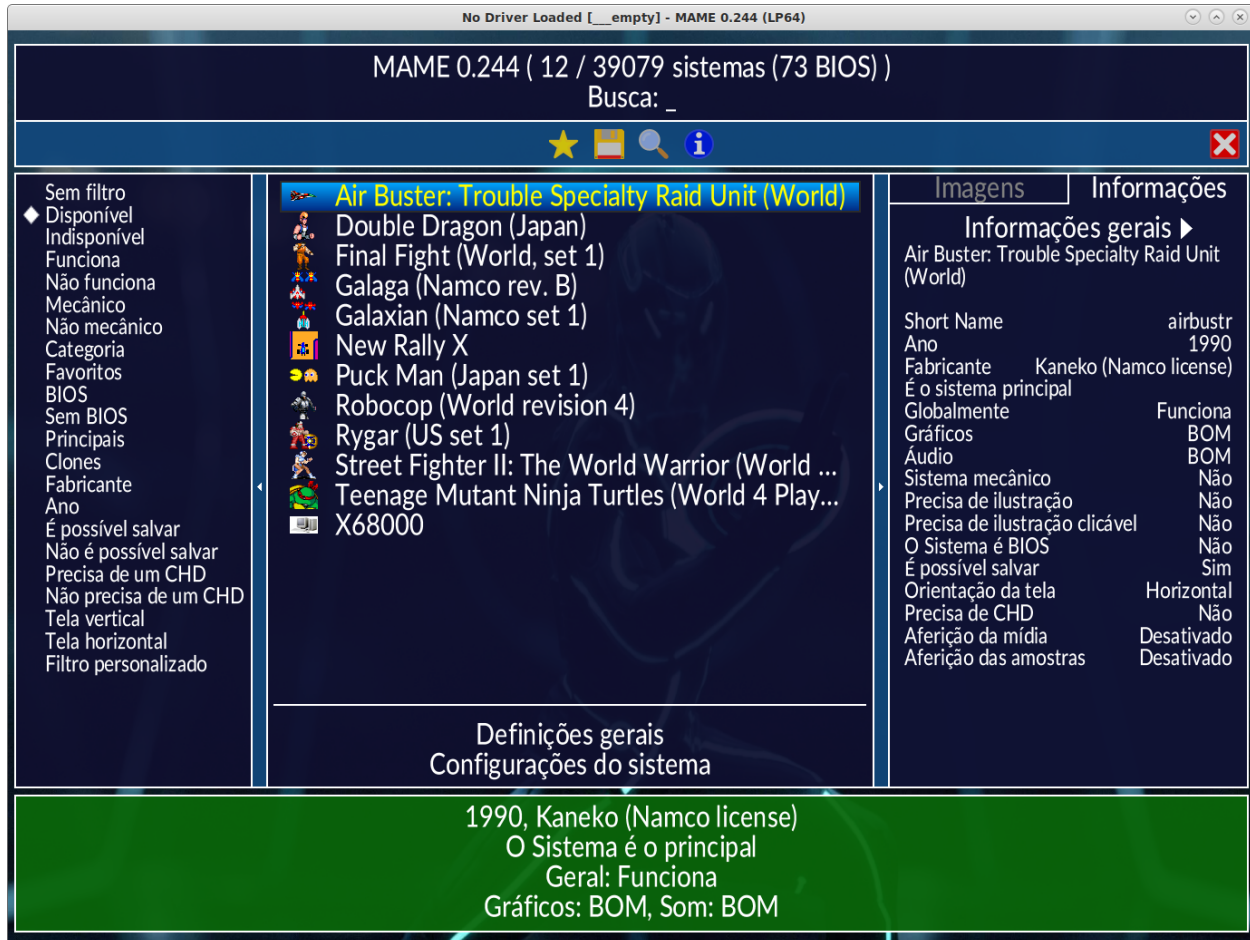 No Driver Loaded [___empty] - MAME 0.244 (LP64)
MAME 0.244 ( 12 / 39079 sistemas (73 BIOS) )
Busca: _
Sem filtro
Disponível
Indisponível
Funciona
Não funciona
Mecânico
Não mecânico
Categoria
Favoritos
BIOS
Sem BIOS
Principais
Clones
Fabricante
Ano
É possível salvar
Não é possível salvar
Precisa de um CHD
Não precisa de um CHD
Tela vertical
Tela horizontal
Filtro personalizado
Air Buster: Trouble Specialty Raid Unit (World)
Double Dragon (Japan)
Final Fight (World, set 1)
Galaga (Namco rev. B)
Galaxian (Namco set 1)
New Rally X
Puck Man (Japan set 1)
Robocop (World revision 4)
Rygar (US set 1)
Street Fighter II: The World Warrior (World ...
Teenage Mutant Ninja Turtles (World 4 Play...
X68000
Definições gerais
Configurações do sistema
Imagens Informações
Informações gerais
Air Buster: Trouble Specialty Raid Unit
(World)
Short Name airbustr
Ano 1990
Fabricante Kaneko (Namco license)
É o sistema principal
Globalmente Funciona
Gráficos BOM
Áudio BOM
Sistema mecânico Não
Precisa de ilustração Não
Precisa de ilustração clicável Não
O Sistema é BIOS Não
É possível salvar Sim
Orientação da tela Horizontal
Precisa de CHD Não
Aferição da mídia Desativado
Aferição das amostras Desativado
1990, Kaneko (Namco license)
O Sistema é o principal
Geral: Funciona
Gráficos: BOM, Som: BOM